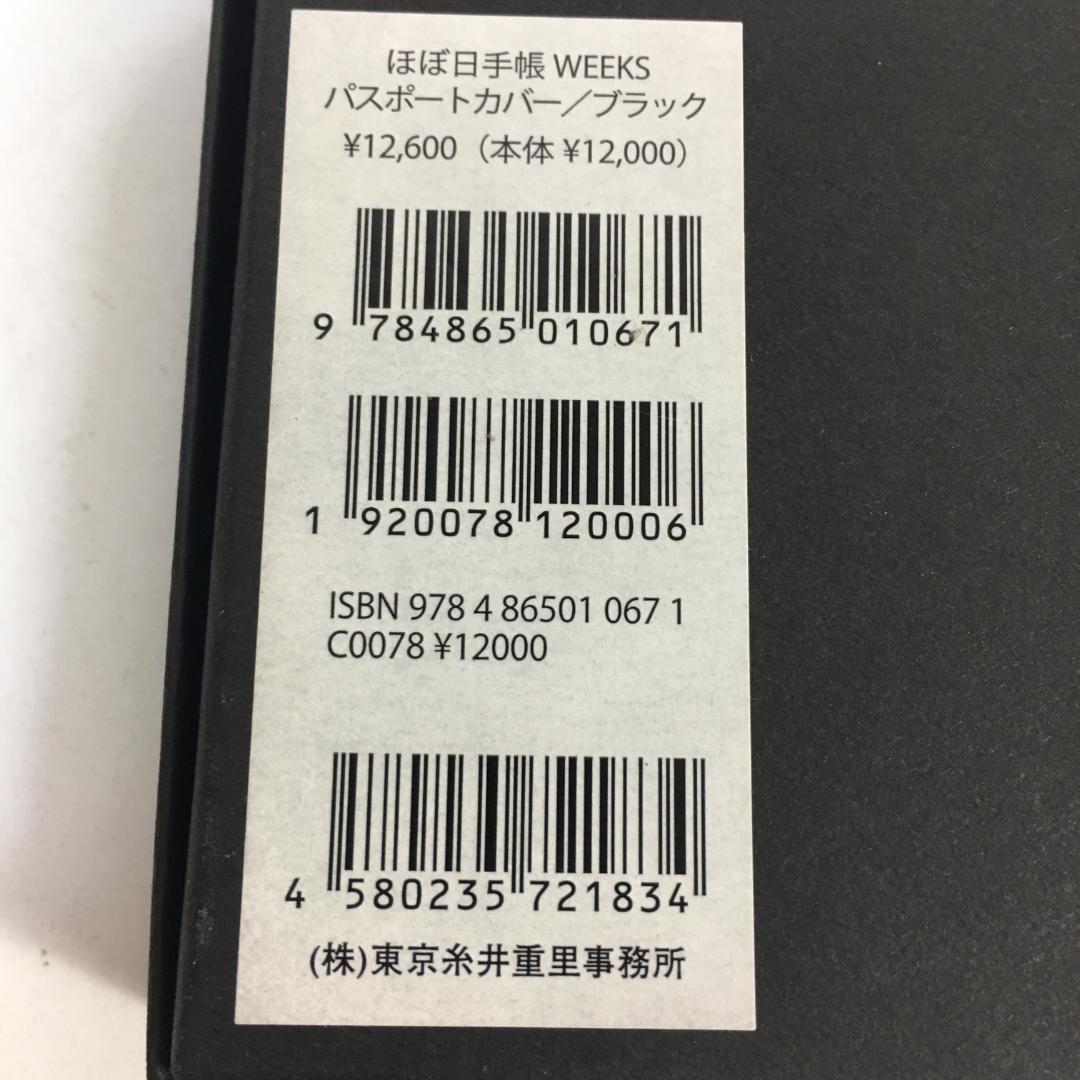 ほぼ日手帳 WEEKS
パスポートカバー／ブラック
¥12,600（本体 ¥12,000）
9 784865 010671
1 920078 120006
ISBN 978 4 86501 067 1
C0078 ¥12000
4 580235 721834
(株)東京糸井重里事務所